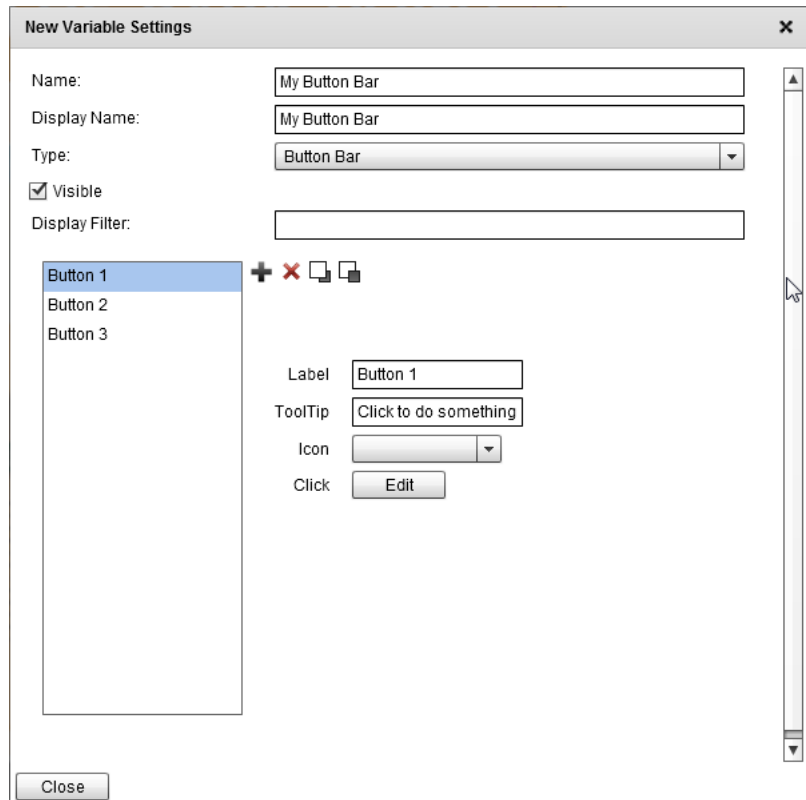 New Variable Settings
Name: My Button Bar
Display Name: My Button Bar
Type: Button Bar
Visible
Display Filter:
Button 1
Button 2
Button 3
Label Button 1
ToolTip Click to do something
Icon
Click Edit
Close